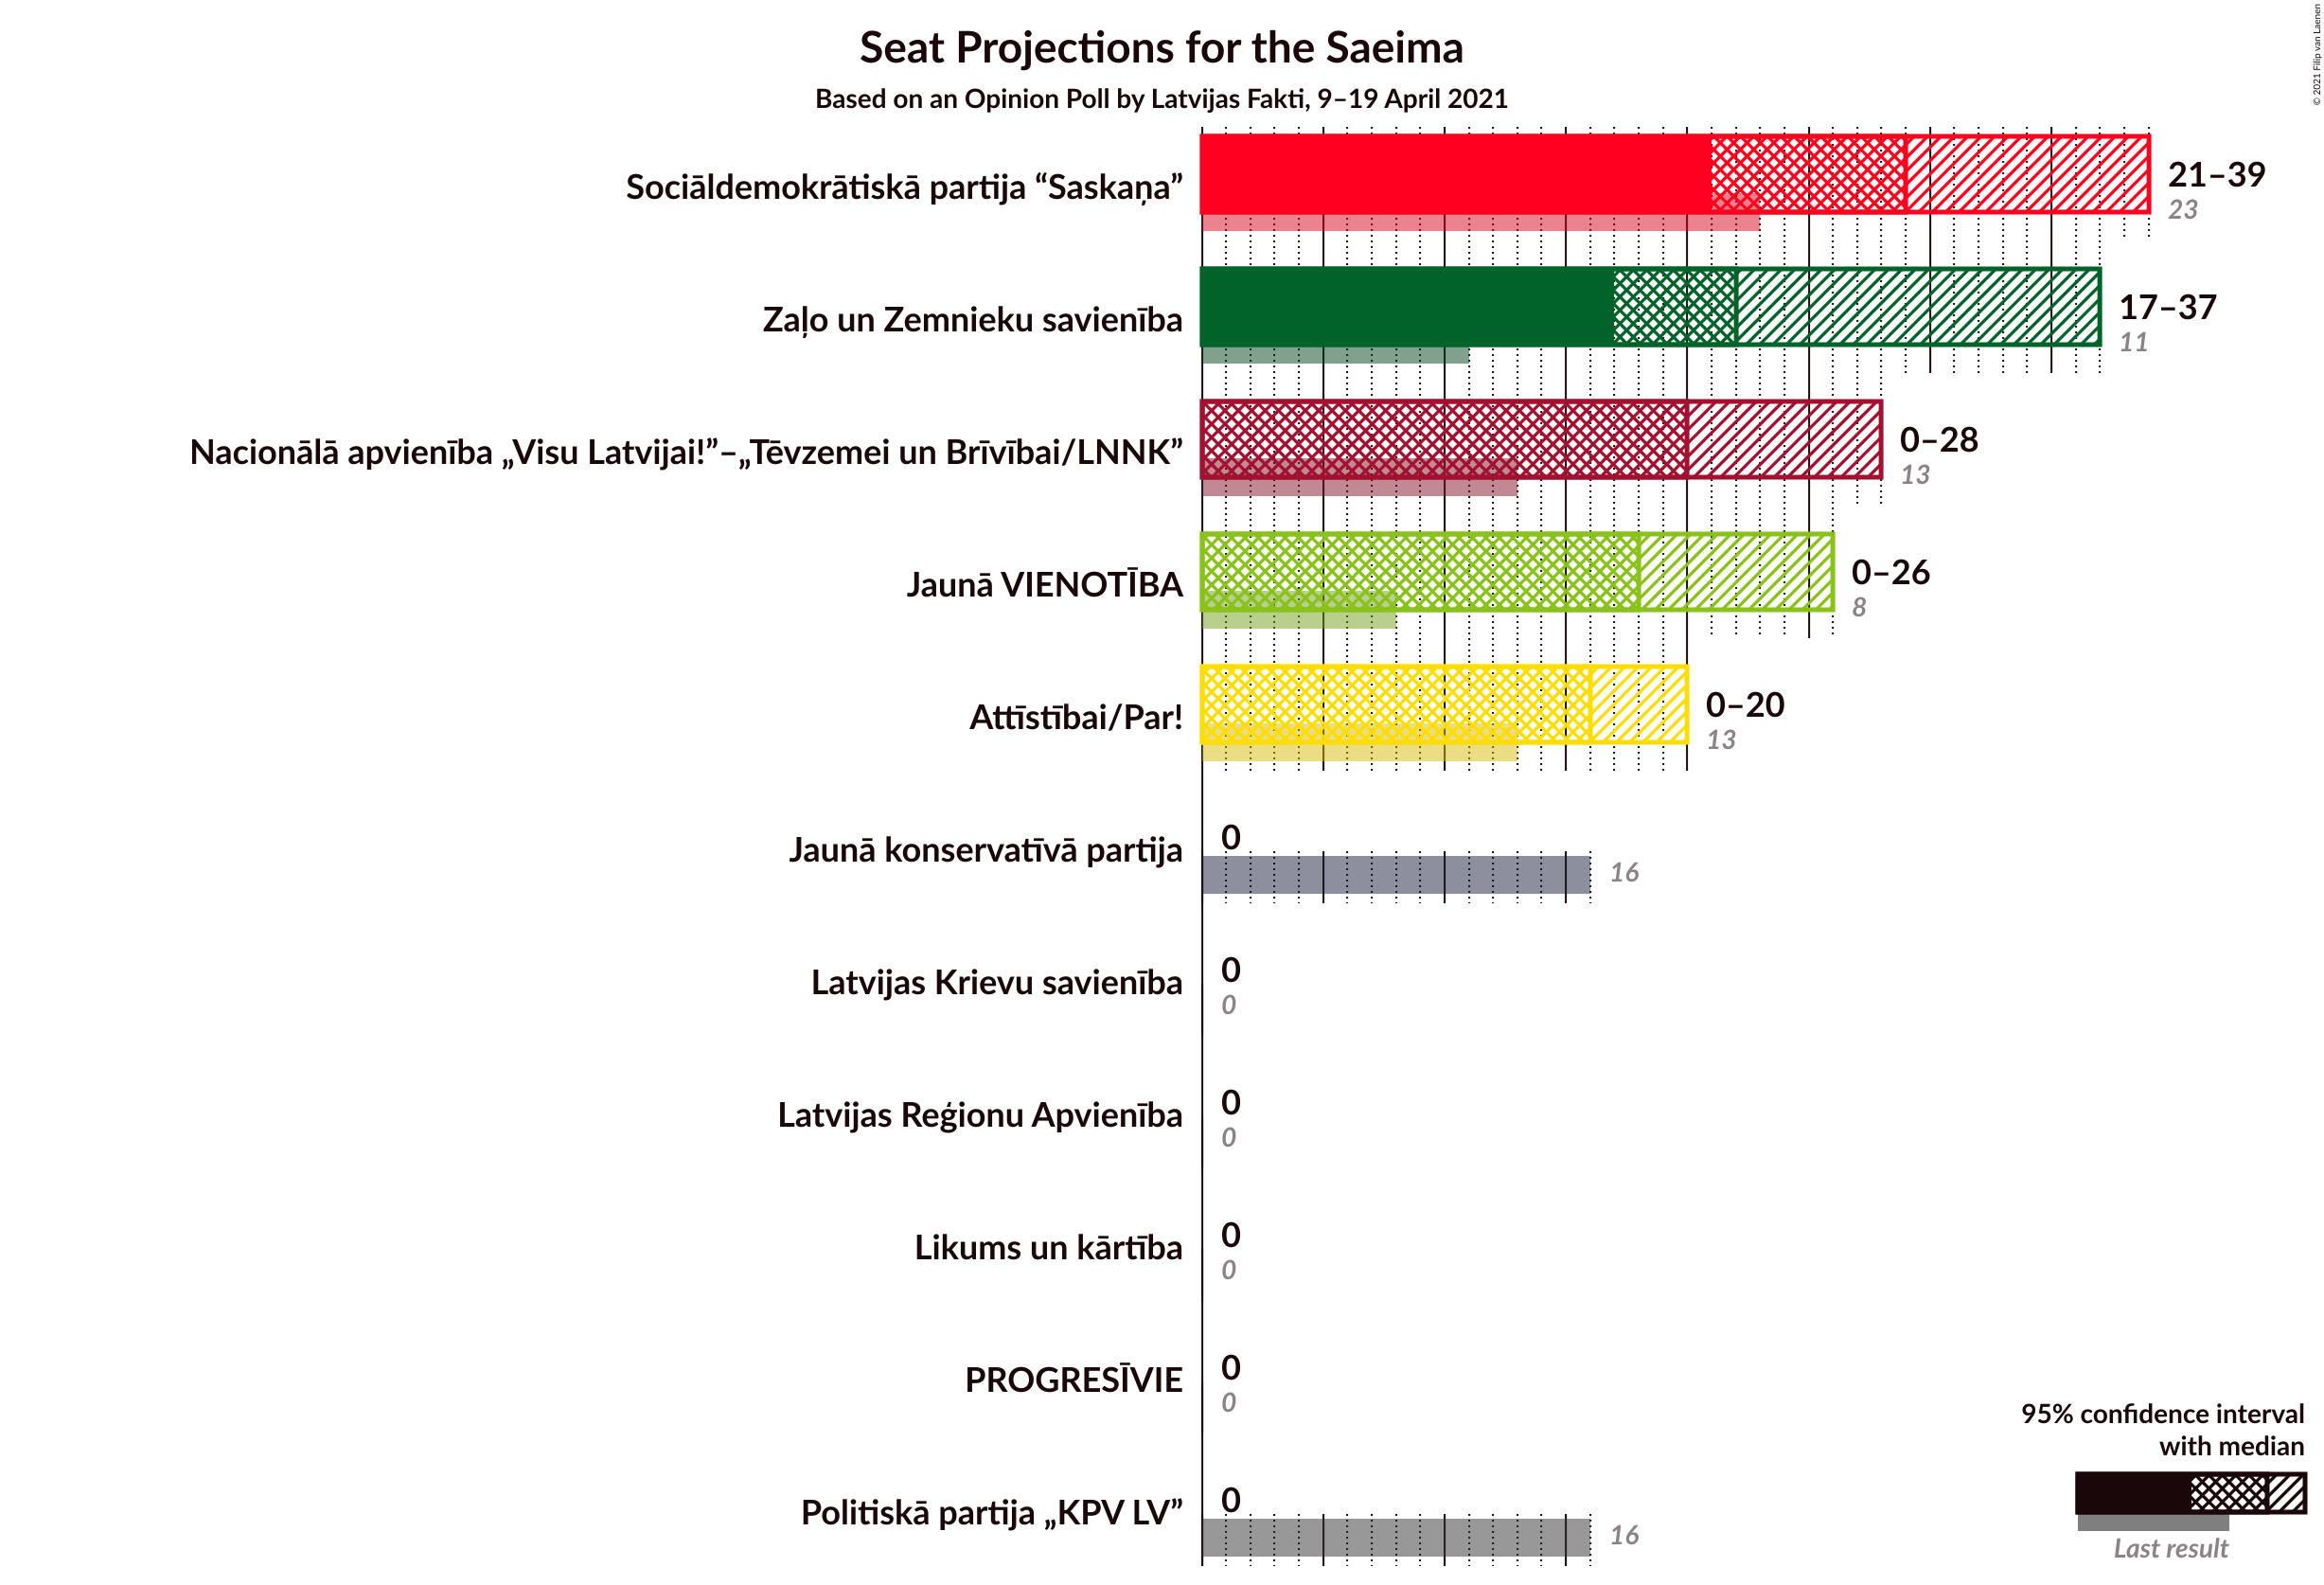 © 2021 Filip van Laenen
Seat Projections for the Saeima
Based on an Opinion Poll by Latvijas Fakti, 9–19 April 2021
Sociāldemokrātiskā partija “Saskaņa”
21–39
23
Zaļo un Zemnieku savienība
17–37
11
Nacionālā apvienība „Visu Latvijai!”–„Tēvzemei un Brīvībai/LNNK”
0–28
13
Jaunā VIENOTĪBA
0–26
8
Attīstībai/Par!
0–20
13
Jaunā konservatīvā partija
0
16
Latvijas Krievu savienība
0
0
Latvijas Reģionu Apvienība
0
0
Likums un kārtība
0
0
PROGRESĪVIE
0
0
Politiskā partija „KPV LV”
0
16
95% confidence interval
with median
Last result